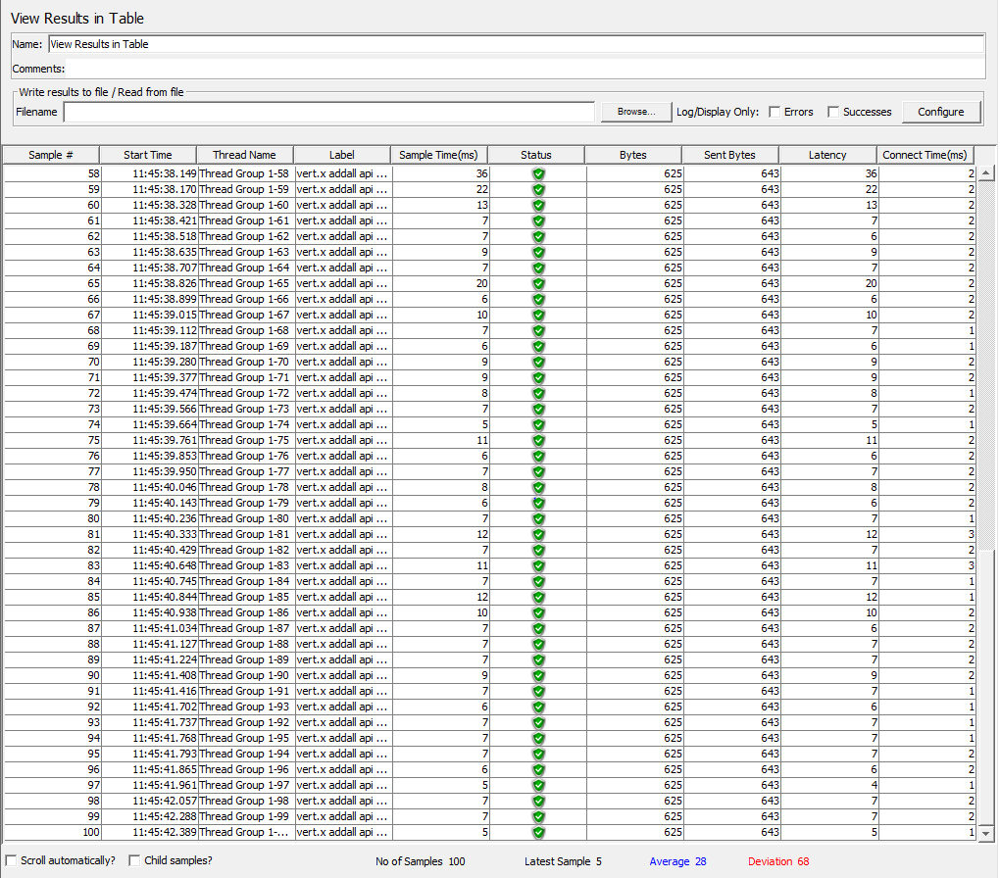 View Results in Table
Name: View Results in Table
Comments:
Write results to file / Read from file
Filename Browse... Log/Display Only: Errors Successes Configure
Sample # Start Time Thread Name Label Sample Time(ms) Status Bytes Sent Bytes Latency Connect Time(ms)
58 11:45:38.149 Thread Group 1-58 vert.x addall api ... 36 625 643 36 2
59 11:45:38.170 Thread Group 1-59 vert.x addall api ... 22 625 643 22 2
60 11:45:38.328 Thread Group 1-60 vert.x addall api ... 13 625 643 13 2
61 11:45:38.421 Thread Group 1-61 vert.x addall api ... 7 625 643 7 2
62 11:45:38.518 Thread Group 1-62 vert.x addall api ... 7 625 643 6 2
63 11:45:38.635 Thread Group 1-63 vert.x addall api ... 9 625 643 9 2
64 11:45:38.707 Thread Group 1-64 vert.x addall api ... 7 625 643 7 2
65 11:45:38.826 Thread Group 1-65 vert.x addall api ... 20 625 643 20 2
66 11:45:38.899 Thread Group 1-66 vert.x addall api ... 6 625 643 6 2
67 11:45:39.015 Thread Group 1-67 vert.x addall api ... 10 625 643 10 2
68 11:45:39.112 Thread Group 1-68 vert.x addall api ... 7 625 643 7 1
69 11:45:39.187 Thread Group 1-69 vert.x addall api ... 6 625 643 6 1
70 11:45:39.280 Thread Group 1-70 vert.x addall api ... 9 625 643 9 2
71 11:45:39.377 Thread Group 1-71 vert.x addall api ... 9 625 643 9 2
72 11:45:39.474 Thread Group 1-72 vert.x addall api ... 8 625 643 8 1
73 11:45:39.566 Thread Group 1-73 vert.x addall api ... 7 625 643 7 2
74 11:45:39.664 Thread Group 1-74 vert.x addall api ... 5 625 643 5 1
75 11:45:39.761 Thread Group 1-75 vert.x addall api ... 11 625 643 11 2
76 11:45:39.853 Thread Group 1-76 vert.x addall api ... 6 625 643 6 2
77 11:45:39.950 Thread Group 1-77 vert.x addall api ... 7 625 643 7 2
78 11:45:40.046 Thread Group 1-78 vert.x addall api ... 8 625 643 8 2
79 11:45:40.143 Thread Group 1-79 vert.x addall api ... 6 625 643 6 2
80 11:45:40.236 Thread Group 1-80 vert.x addall api ... 7 625 643 7 1
81 11:45:40.333 Thread Group 1-81 vert.x addall api ... 12 625 643 12 3
82 11:45:40.429 Thread Group 1-82 vert.x addall api ... 7 625 643 7 2
83 11:45:40.648 Thread Group 1-83 vert.x addall api ... 11 625 643 11 3
84 11:45:40.745 Thread Group 1-84 vert.x addall api ... 7 625 643 7 1
85 11:45:40.844 Thread Group 1-85 vert.x addall api ... 12 625 643 12 1
86 11:45:40.938 Thread Group 1-86 vert.x addall api ... 10 625 643 10 2
87 11:45:41.034 Thread Group 1-87 vert.x addall api ... 7 625 643 6 1
88 11:45:41.127 Thread Group 1-88 vert.x addall api ... 7 625 643 7 2
89 11:45:41.224 Thread Group 1-89 vert.x addall api ... 7 625 643 7 2
90 11:45:41.408 Thread Group 1-90 vert.x addall api ... 9 625 643 9 2
91 11:45:41.416 Thread Group 1-91 vert.x addall api ... 7 625 643 7 1
92 11:45:41.702 Thread Group 1-93 vert.x addall api ... 6 625 643 6 1
93 11:45:41.737 Thread Group 1-92 vert.x addall api ... 7 625 643 7 1
94 11:45:41.768 Thread Group 1-95 vert.x addall api ... 7 625 643 7 1
95 11:45:41.793 Thread Group 1-94 vert.x addall api ... 7 625 643 7 2
96 11:45:41.865 Thread Group 1-96 vert.x addall api ... 6 625 643 6 2
97 11:45:41.961 Thread Group 1-97 vert.x addall api ... 5 625 643 4 1
98 11:45:42.057 Thread Group 1-98 vert.x addall api ... 7 625 643 7 2
99 11:45:42.288 Thread Group 1-99 vert.x addall api ... 7 625 643 7 2
100 11:45:42.389 Thread Group 1-... vert.x addall api ... 5 625 643 5 1
Scroll automatically? Child samples? No of Samples 100 Latest Sample 5 Average 28 Deviation 68